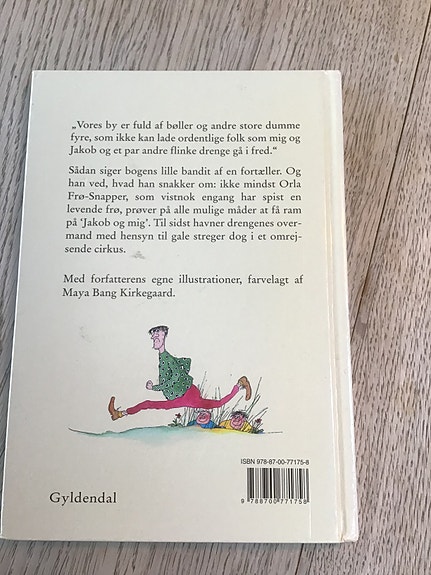 „Vores by er fuld af bøller og andre store dumme
fyre, som ikke kan lade ordentlige folk som mig og
Jakob og et par andre flinke drenge gå i fred.“
Sådan siger bogens lille bandit af en fortæller. Og
han ved, hvad han snakker om: ikke mindst Orla
Frø-Snapper, som vistnok engang har spist en
levende frø, prøver på alle mulige måder at få ram
på ‘Jakob og mig’. Til sidst havner drengenes over-
mand med hensyn til gale streger dog i et omrej-
sende cirkus.
Med forfatterens egne illustrationer, farvelagt af
Maya Bang Kirkegaard.
ISBN 978-87-00-77175-8
9 788700 771758
Gyldendal